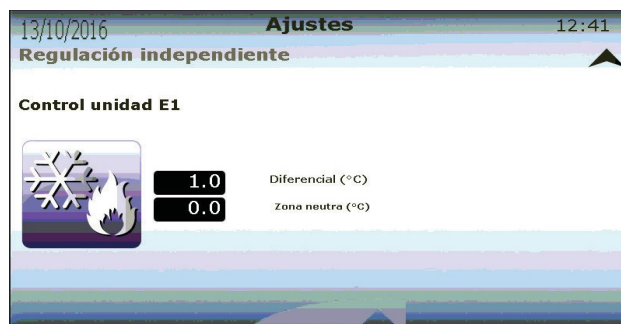 13/10/2016 Ajustes 12:41
Regulación independiente
Control unidad E1
1.0 Diferencial (°C)
0.0 Zona neutra (°C)